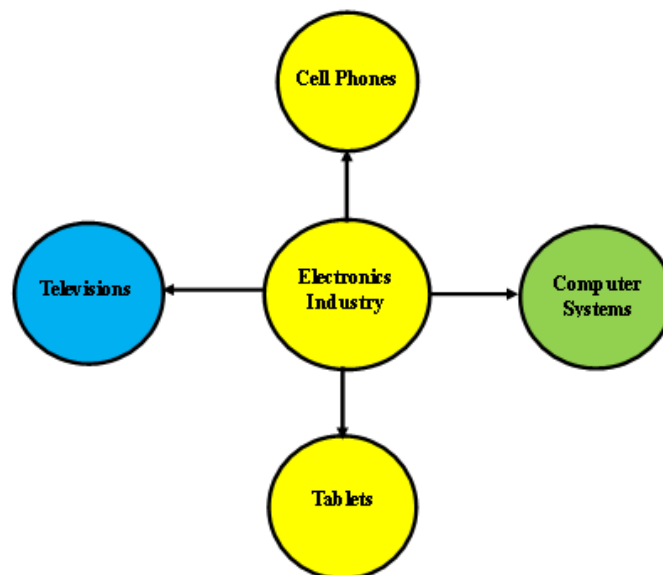 Cell Phones
Televisions
Electronics
Industry
Computer
Systems
Tablets